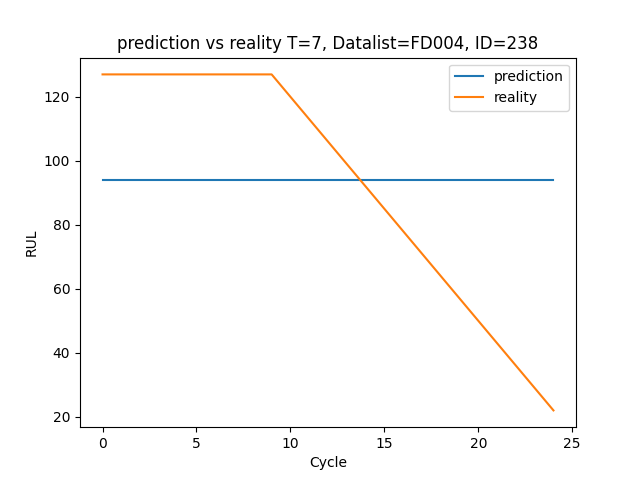 prediction vs reality T=7, Datalist=FD004, ID=238
prediction
reality
RUL
120
100
80
60
40
20
0 5 10 15 20 25
Cycle